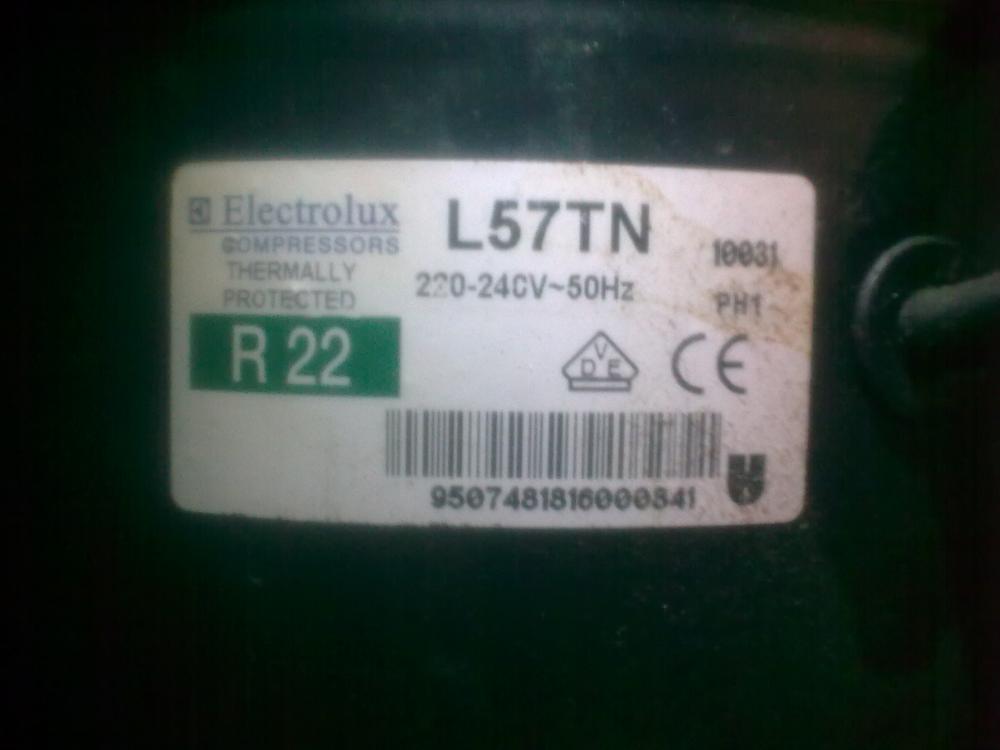 Electrolux
COMPRESSORS
THERMALLY
PROTECTED
R 22
L57TN
220-240V~50Hz
10031
PH1
VDE
CE
9507481816000841